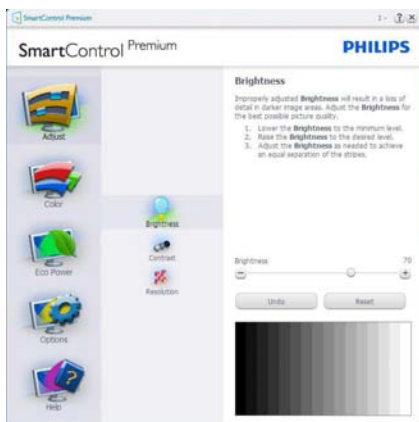 SmartControl Premium
1 - ? X
SmartControl Premium
PHILIPS
Adjust
Color
Eco Power
Options
Help
Brightness
Contrast
Resolution
Brightness
Improperly adjusted Brightness will result in a loss of
detail in darker image areas. Adjust the Brightness for
the best possible picture quality.
1. Lower the Brightness to the minimum level.
2. Raise the Brightness to the desired level.
3. Adjust the Brightness as needed to achieve
an equal separation of the stripes.
Brightness 70
Undo Reset